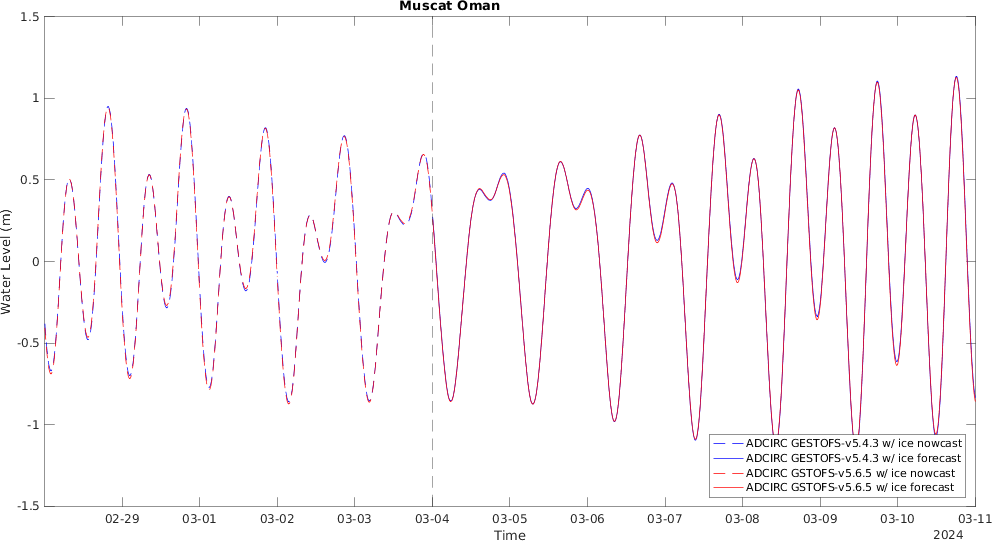 Muscat Oman
1.5
1
0.5
0
-0.5
-1
-1.5
Water Level (m)
ADCIRC GESTOFS-v5.4.3 w/ ice nowcast
ADCIRC GESTOFS-v5.4.3 w/ ice forecast
ADCIRC GSTOFS-v5.6.5 w/ ice nowcast
ADCIRC GSTOFS-v5.6.5 w/ ice forecast
02-29 03-01 03-02 03-03 03-04 03-05 03-06 03-07 03-08 03-09 03-10 03-11
Time
2024